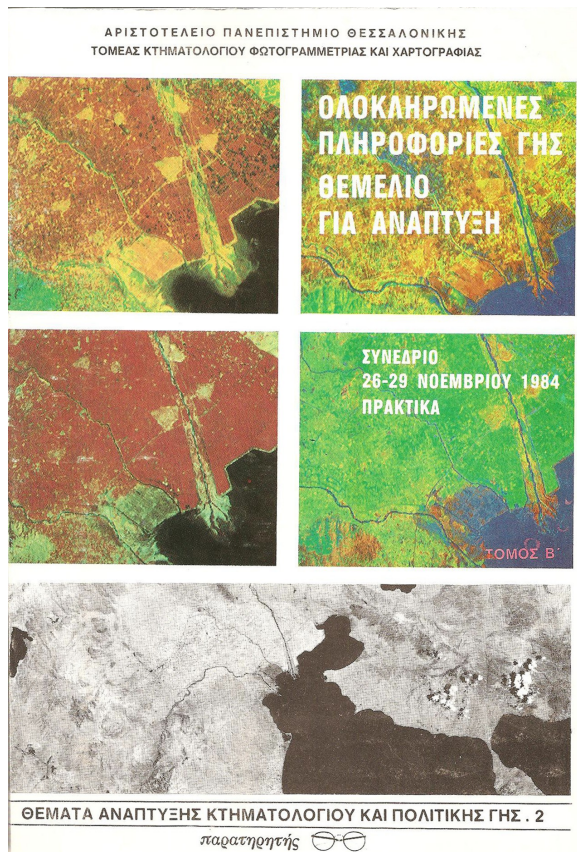 ΑΡΙΣΤΟΤΕΛΕΙΟ ΠΑΝΕΠΙΣΤΗΜΙΟ ΘΕΣΣΑΛΟΝΙΚΗΣ
ΤΟΜΕΑΣ ΚΤΗΜΑΤΟΛΟΓΙΟΥ ΦΩΤΟΓΡΑΜΜΕΤΡΙΑΣ ΚΑΙ ΧΑΡΤΟΓΡΑΦΙΑΣ
ΟΛΟΚΛΗΡΩΜΕΝΕΣ
ΠΛΗΡΟΦΟΡΙΕΣ ΓΗΣ
ΘΕΜΕΛΙΟ
ΓΙΑ ΑΝΑΠΤΥΞΗ
ΣΥΝΕΔΡΙΟ
26-29 ΝΟΕΜΒΡΙΟΥ 1984
ΠΡΑΚΤΙΚΑ
ΤΟΜΟΣ Β΄
ΘΕΜΑΤΑ ΑΝΑΠΤΥΞΗΣ ΚΤΗΜΑΤΟΛΟΓΙΟΥ ΚΑΙ ΠΟΛΙΤΙΚΗΣ ΓΗΣ . 2
παρατηρητής